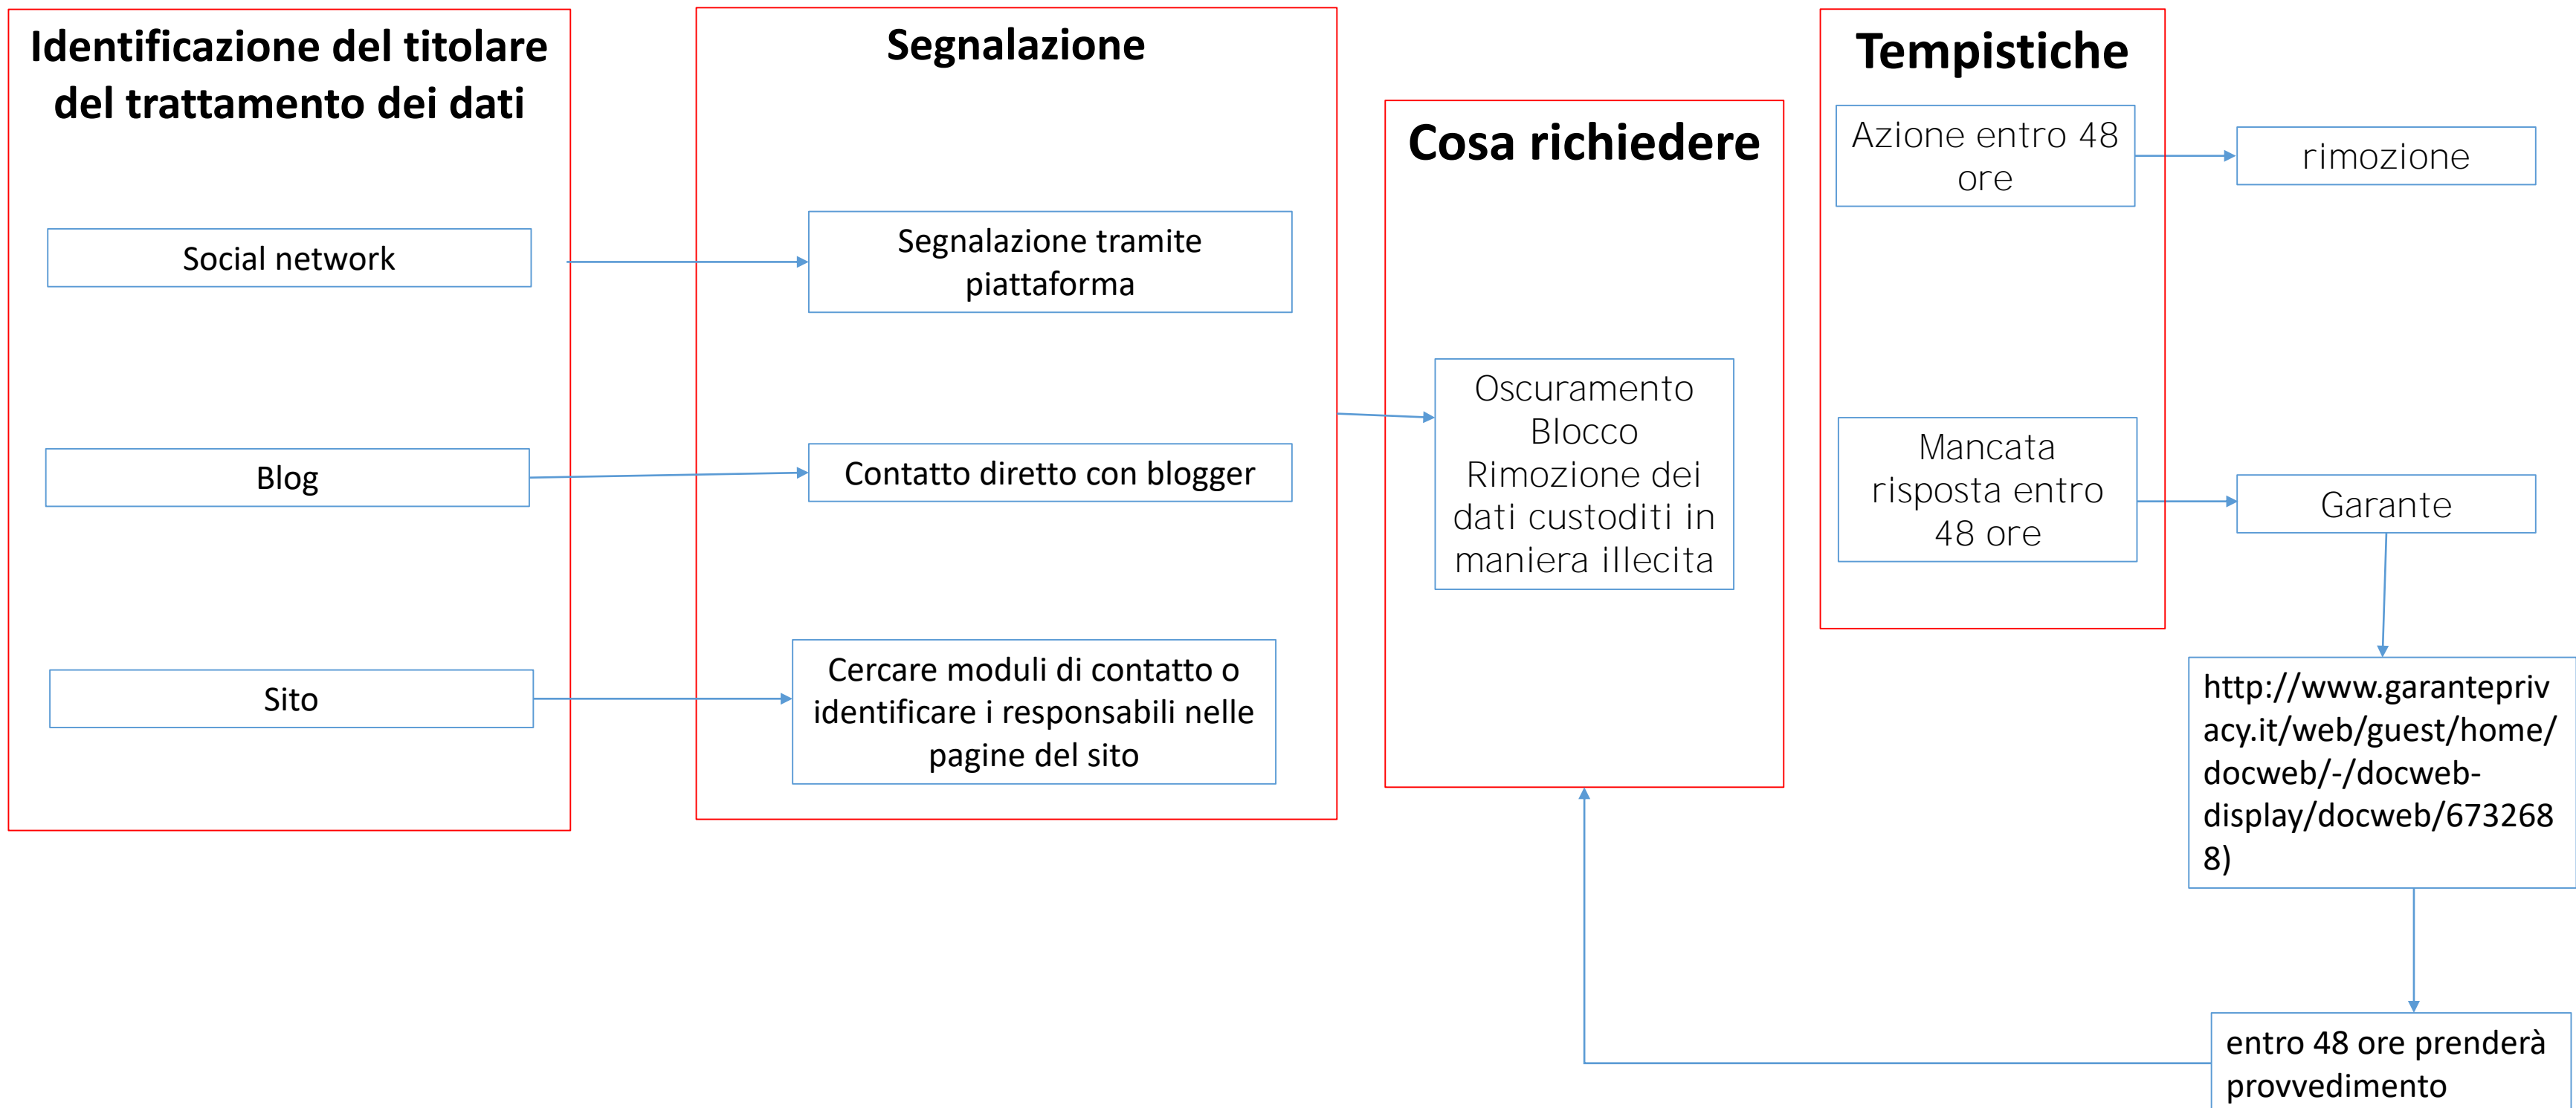 Identificazione del titolare
del trattamento dei dati
Social network
Blog
Sito
Segnalazione
Segnalazione tramite
piattaforma
Contatto diretto con blogger
Cercare moduli di contatto o
identificare i responsabili nelle
pagine del sito
Cosa richiedere
Oscuramento
Blocco
Rimozione dei
dati custoditi in
maniera illecita
Tempistiche
Azione entro 48
ore
rimozione
Mancata
risposta entro
48 ore
Garante
http://www.garantepriv
acy.it/web/guest/home/
docweb/-/docweb-
display/docweb/673268
8)
entro 48 ore prenderà
provvedimento